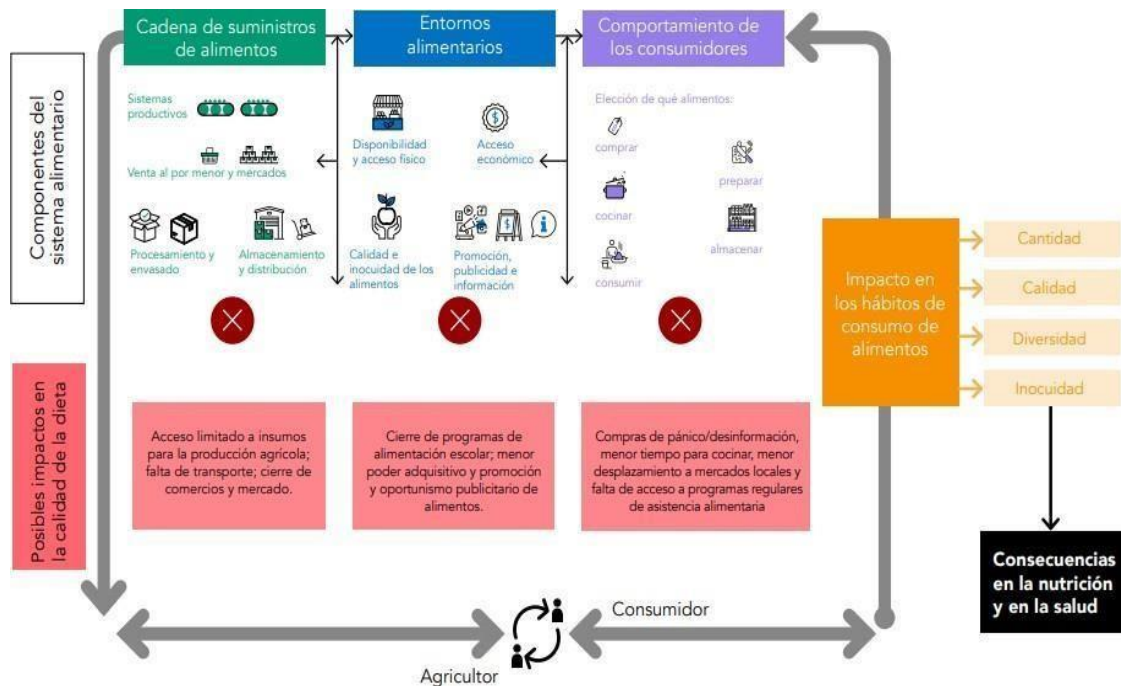 Cadena de suministros
de alimentos
Entornos
alimentarios
Comportamiento de
los consumidores
Componentes del
sistema alimentario
Sistemas
productivos
Venta al por menor y mercados
Procesamiento y
envasado
Almacenamiento
y distribución
Disponibilidad
y acceso físico
Acceso
económico
Calidad e
inocuidad de los
alimentos
Promoción,
publicidad e
información
Elección de qué alimentos:
comprar
preparar
cocinar
almacenar
consumir
Impacto en
los hábitos de
consumo de
alimentos
Cantidad
Calidad
Diversidad
Inocuidad
Posibles impactos en
la calidad de la dieta
Acceso limitado a insumos
para la producción agrícola;
falta de transporte; cierre de
comercios y mercado.
Cierre de programas de
alimentación escolar; menor
poder adquisitivo y promoción
y oportunismo publicitario de
alimentos.
Compras de pánico/desinformación,
menor tiempo para cocinar, menor
desplazamiento a mercados locales y
falta de acceso a programas regulares
de asistencia alimentaria
Consecuencias
en la nutrición
y en la salud
Consumidor
Agricultor